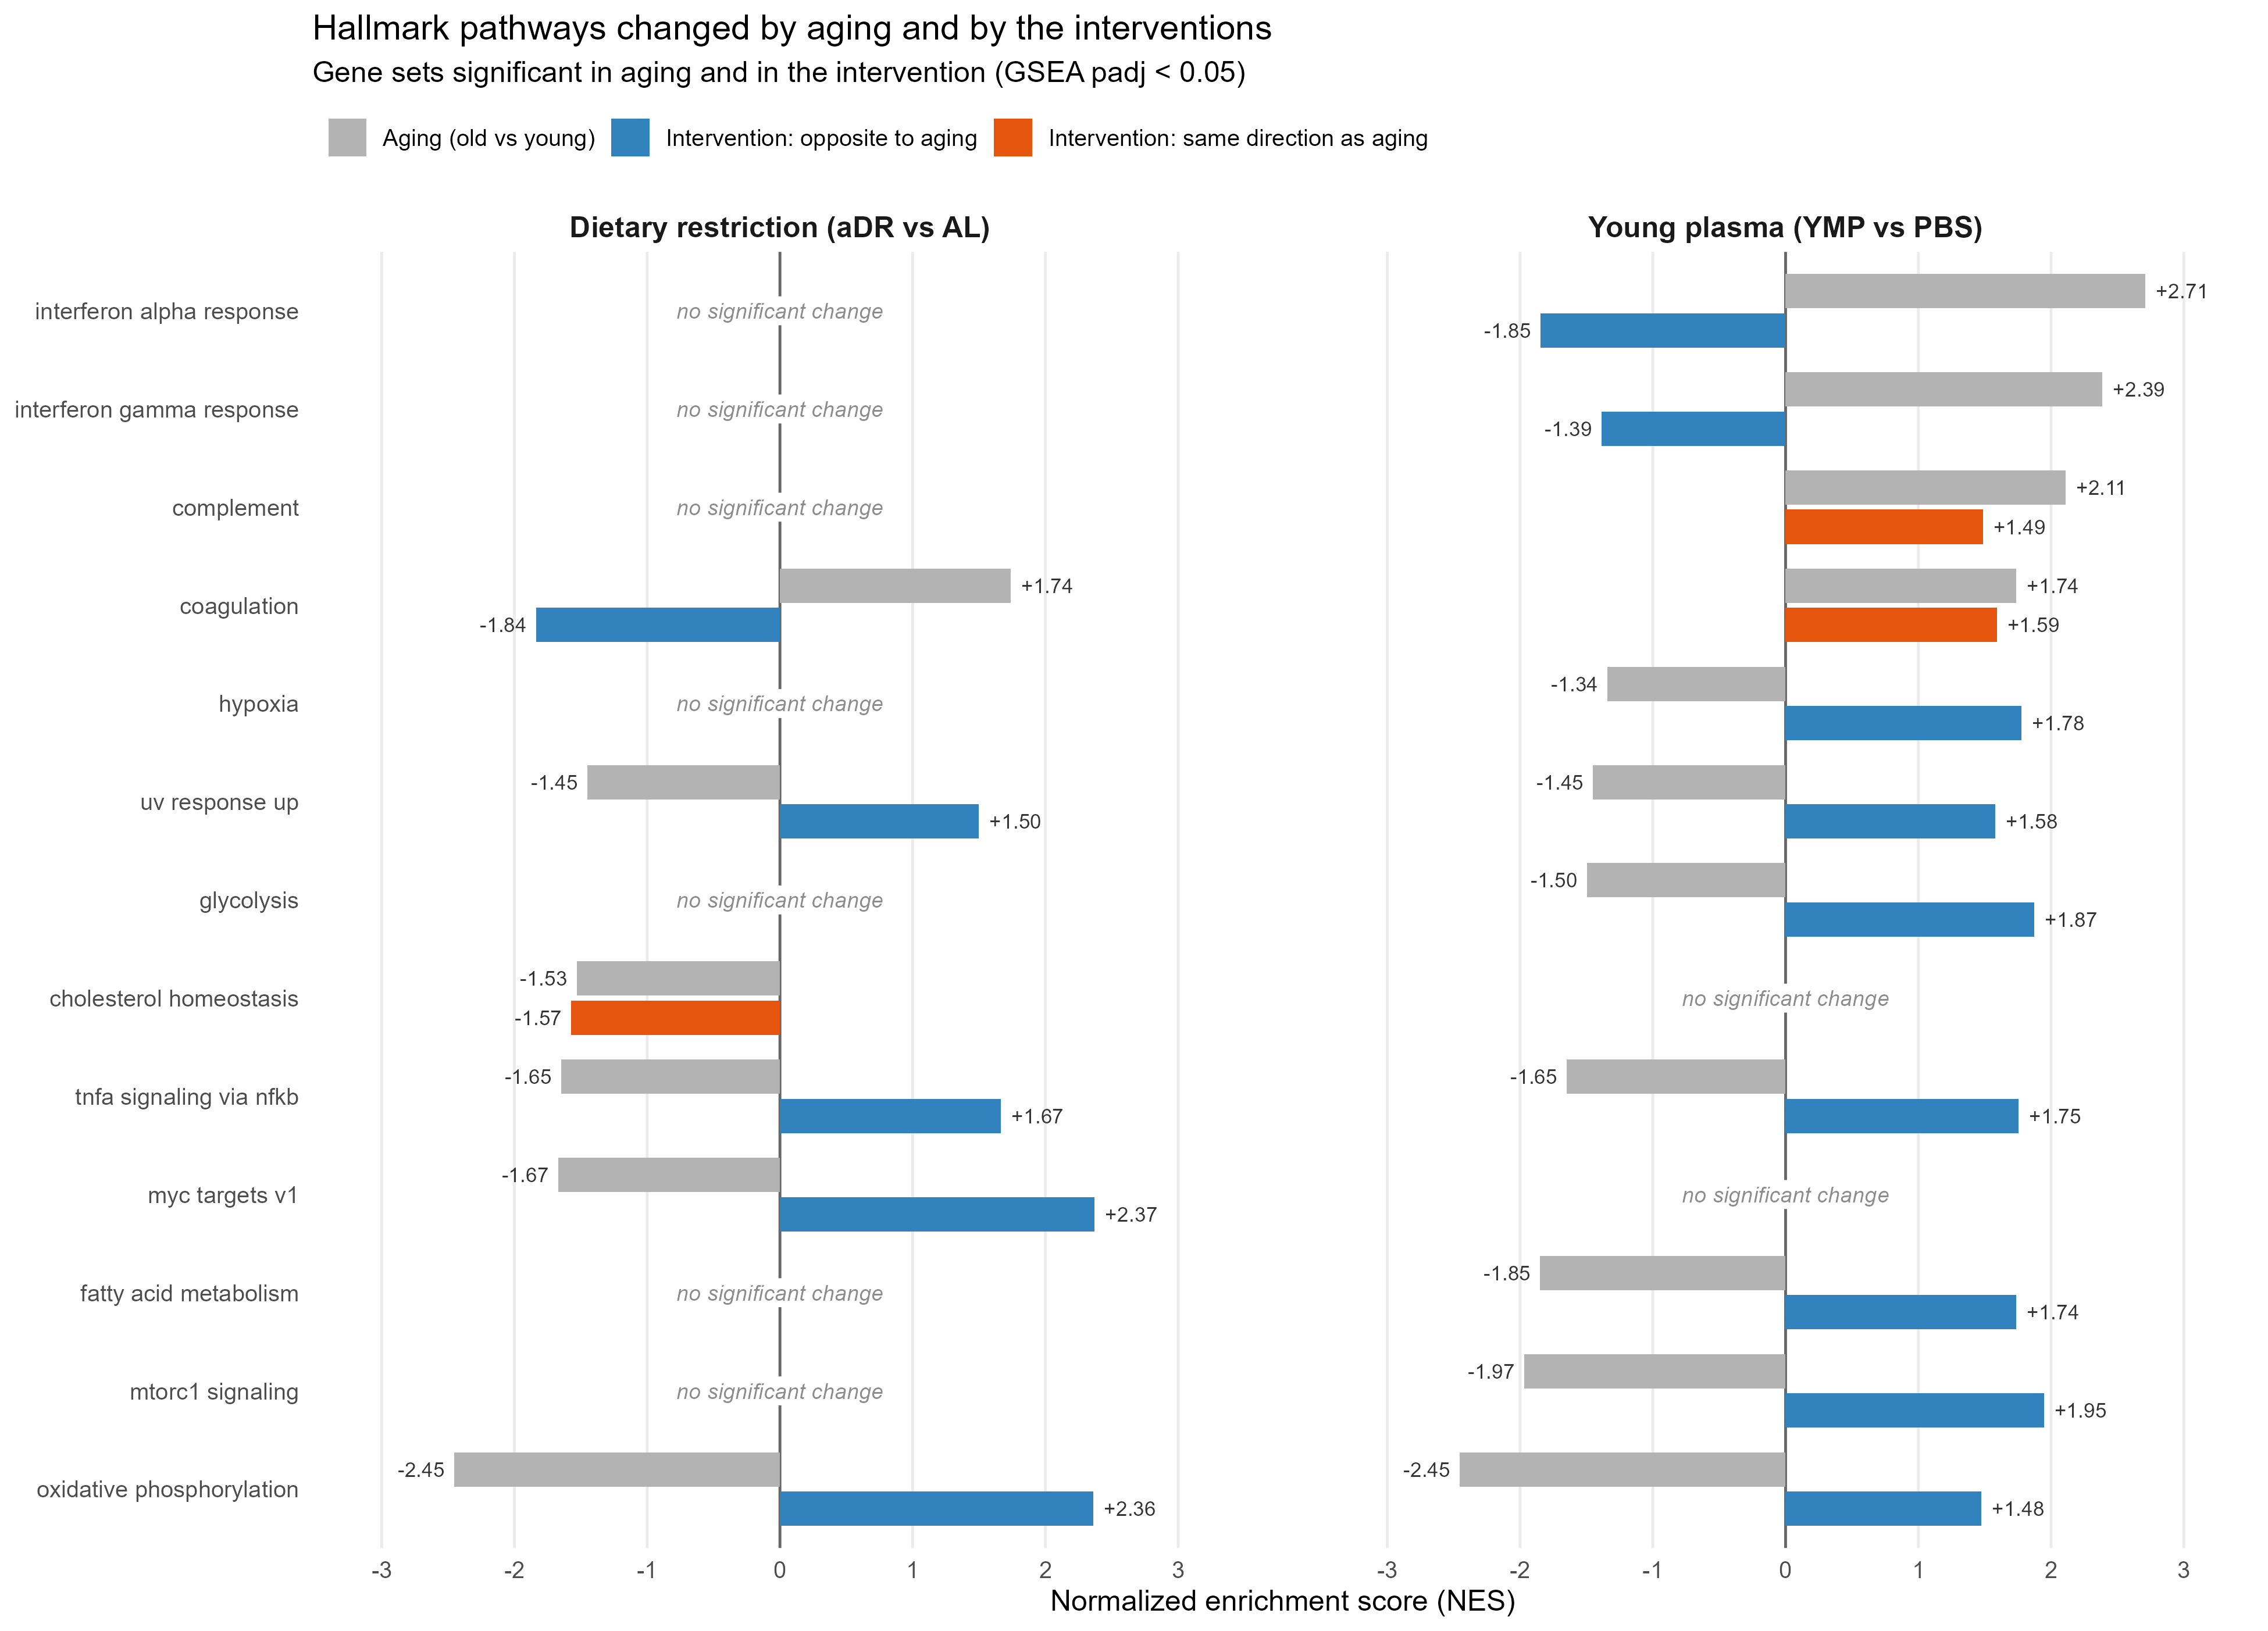 Hallmark pathways changed by aging and by the interventions
Gene sets significant in aging and in the intervention (GSEA padj < 0.05)
Aging (old vs young) Intervention: opposite to aging Intervention: same direction as aging
Dietary restriction (aDR vs AL) Young plasma (YMP vs PBS)
+2.71
interferon alpha response no significant change
-1.85
+2.39
interferon gamma response no significant change
-1.39
+2.11
complement no significant change
+1.49
+1.74 +1.74
coagulation
-1.84 +1.59
-1.34
hypoxia no significant change
+1.78
-1.45 -1.45
uv response up
+1.50 +1.58
-1.50
glycolysis no significant change
+1.87
-1.53
cholesterol homeostasis no significant change
-1.57
-1.65 -1.65
tnfa signaling via nfkb
+1.67 +1.75
-1.67
myc targets v1 no significant change
+2.37
-1.85
fatty acid metabolism no significant change
+1.74
-1.97
mtorc1 signaling no significant change
+1.95
-2.45 -2.45
oxidative phosphorylation
+2.36 +1.48
-3 -2 -1 0 1 2 3 -3 -2 -1 0 1 2 3
Normalized enrichment score (NES)